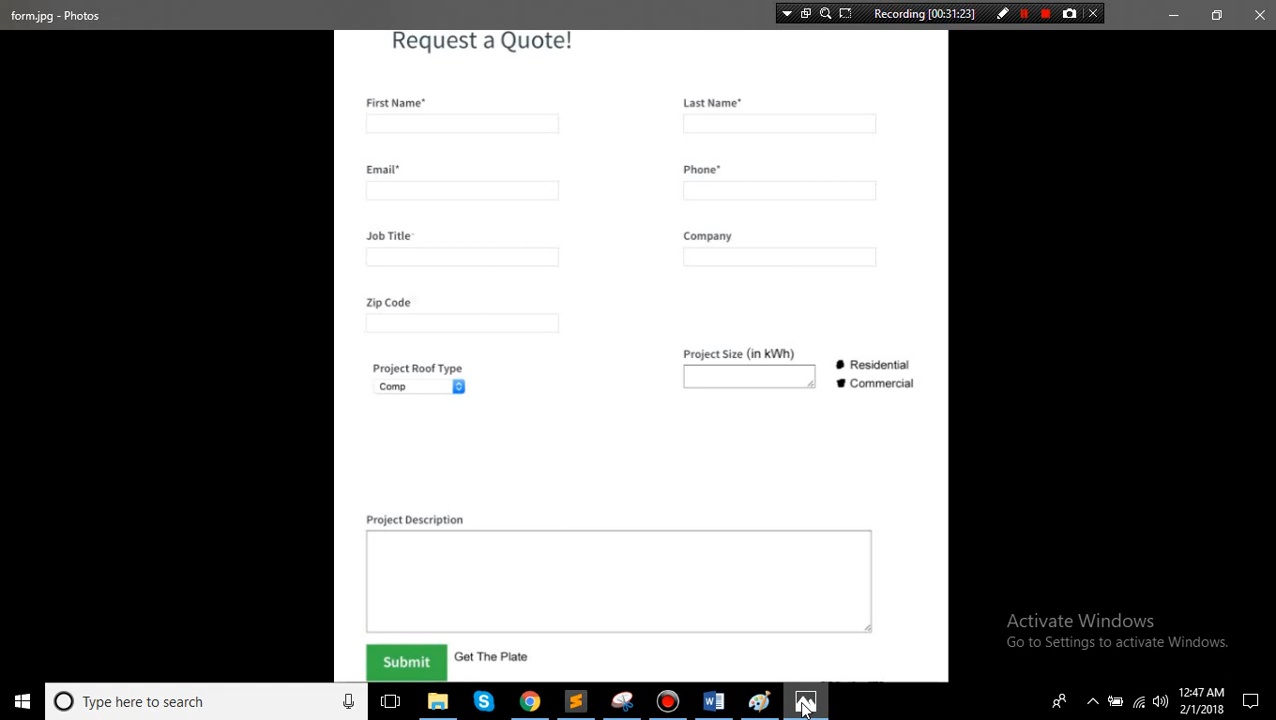 form.jpg - Photos
Recording [00:31:23]
Request a Quote!
First Name*
Last Name*
Email*
Phone*
Job Title
Company
Zip Code
Project Size (in kWh)
Residential
Project Roof Type
Commercial
Comp
Project Description
Activate Windows
Go to Settings to activate Windows.
Submit
Get The Plate
Type here to search
12:47 AM
2/1/2018